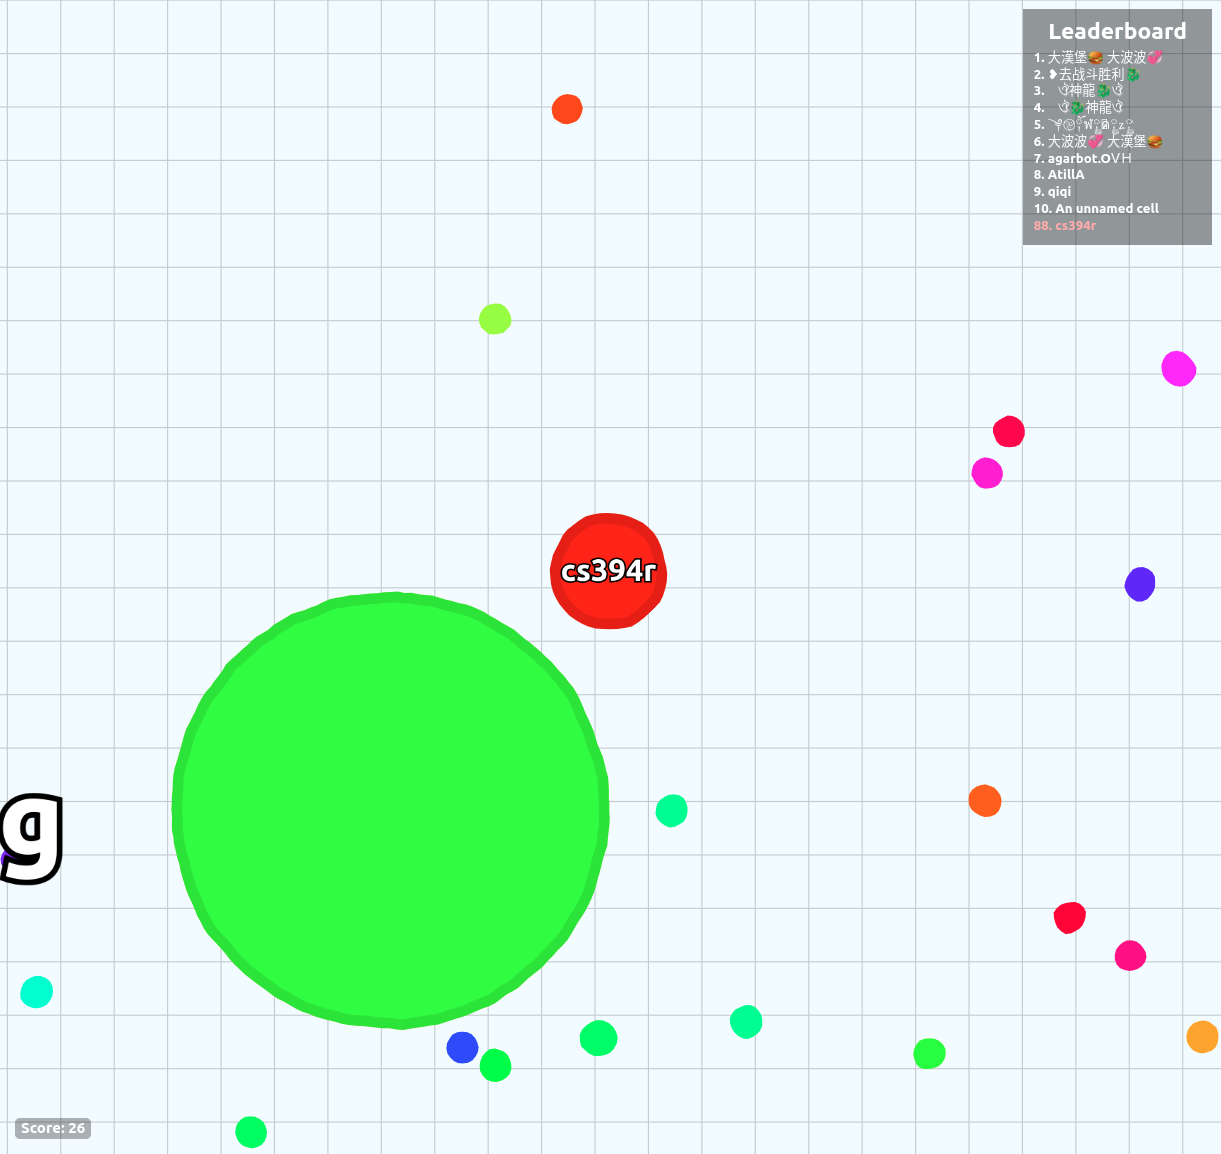 Leaderboard
1. 大漢堡🍔 大波波💞
2. ❥去战斗胜利🐉
3. 神龍🐉
4. 🐉神龍
6. 大波波💞 大漢堡🍔
7. agarbot.OVH
8. AtillA
9. qiqi
10. An unnamed cell
88. cs394r
cs394r
g
Score: 26